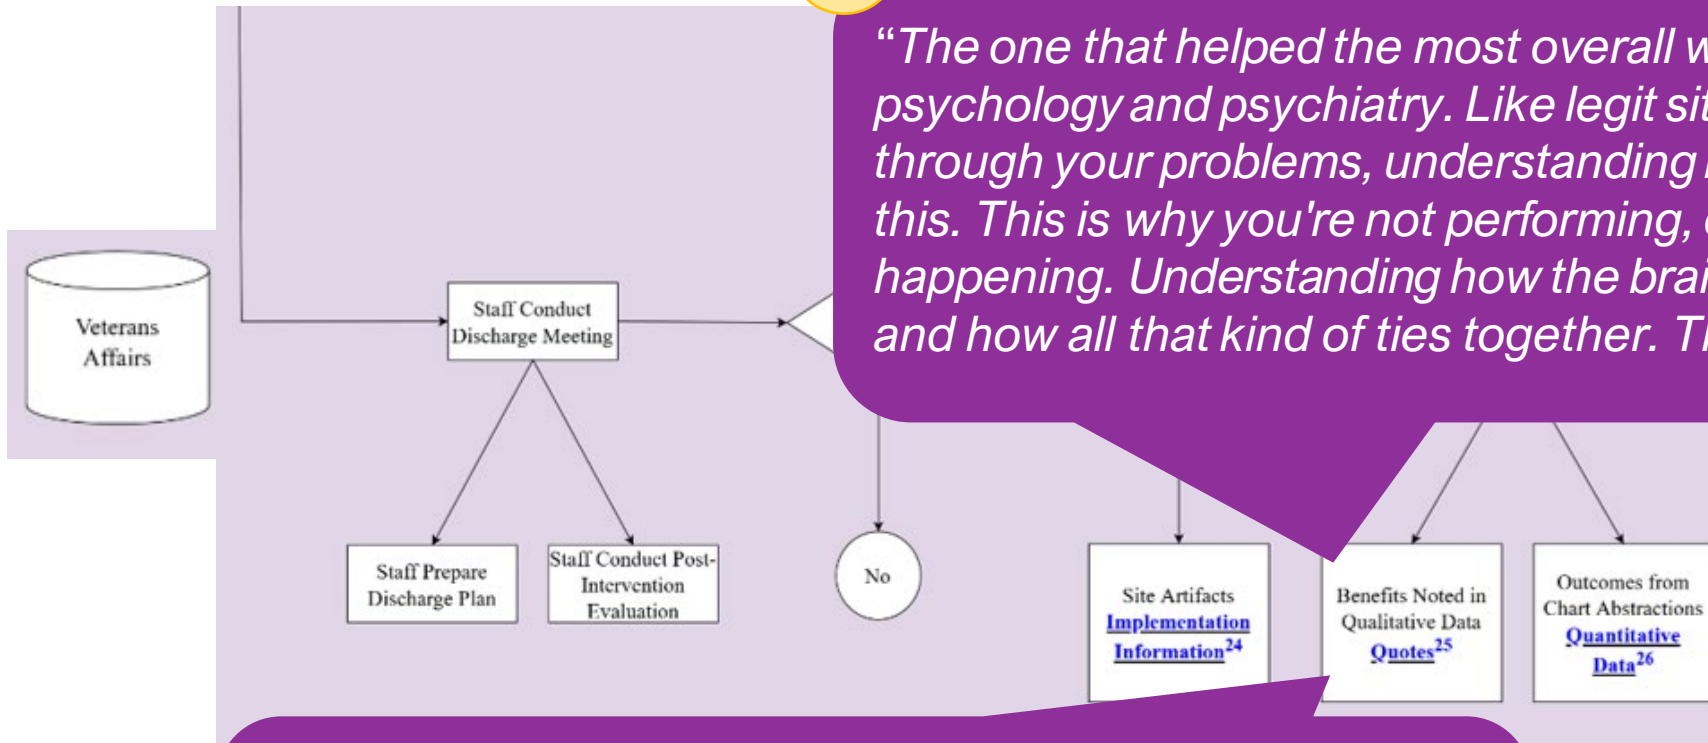 “The one that helped the most overall
psychology and psychiatry. Like legit
through your problems, understanding
this. This is why you're not performing,
happening. Understanding how the
and how all that kind of ties together.
Veterans
Affairs
Staff Conduct
Discharge Meeting
Staff Prepare
Discharge Plan
Staff Conduct Post-
Intervention
Evaluation
No
Site Artifacts
Implementation
Information24
Benefits Noted in
Qualitative Data
Quotes25
Outcomes from
Chart Abstractions
Quantitative
Data26